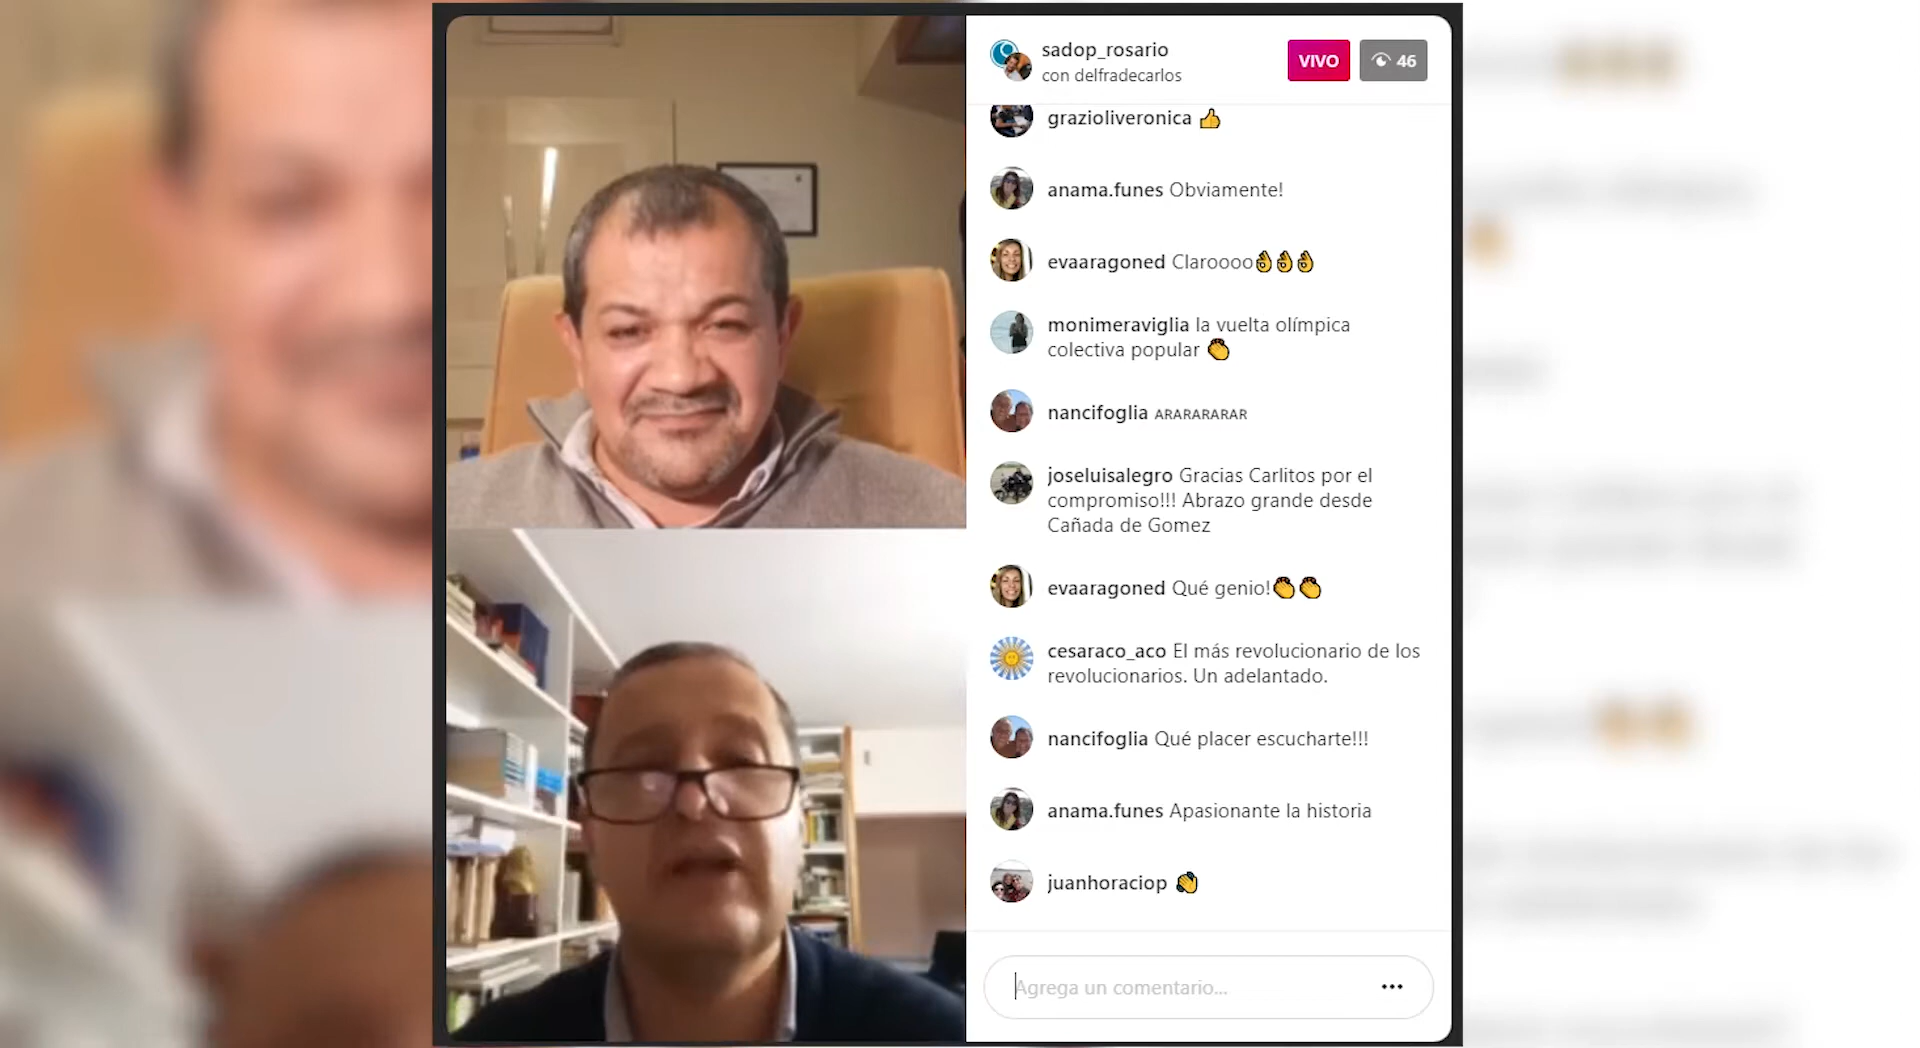 sadop_rosario
con delfradecarlos
VIVO
46
grazioliveronica 👍
anama.funes Obviamente!
evaaragoned Claroooo👌👌👌
monimeraviglia la vuelta olímpica
colectiva popular 👏
nancifoglia ᴀʀᴀʀᴀʀᴀʀᴀʀ
joseluisalegro Gracias Carlitos por el
compromiso!!! Abrazo grande desde
Cañada de Gomez
evaaragoned Qué genio!👏👏
cesaraco_aco El más revolucionario de los
revolucionarios. Un adelantado.
nancifoglia Qué placer escucharte!!!
anama.funes Apasionante la historia
juanhoraciop 👏
Agrega un comentario...